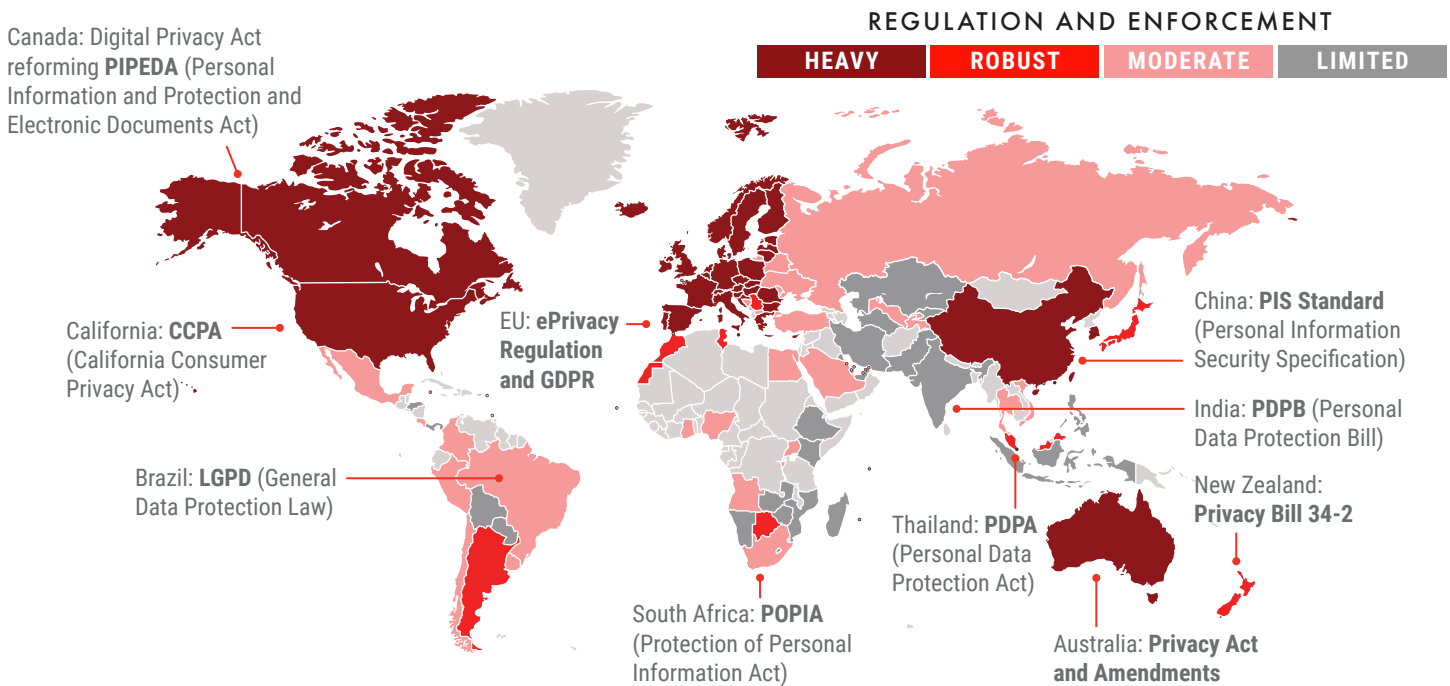 REGULATION AND ENFORCEMENT
HEAVY
ROBUST
MODERATE
LIMITED
Canada: Digital Privacy Act
reforming PIPEDA (Personal
Information and Protection and
Electronic Documents Act)
California: CCPA
(California Consumer
Privacy Act)
EU: ePrivacy
Regulation
and GDPR
China: PIS Standard
(Personal Information
Security Specification)
India: PDPB (Personal
Data Protection Bill)
Brazil: LGPD (General
Data Protection Law)
New Zealand:
Privacy Bill 34-2
Thailand: PDPA
(Personal Data
Protection Act)
South Africa: POPIA
(Protection of Personal
Information Act)
Australia: Privacy Act
and Amendments